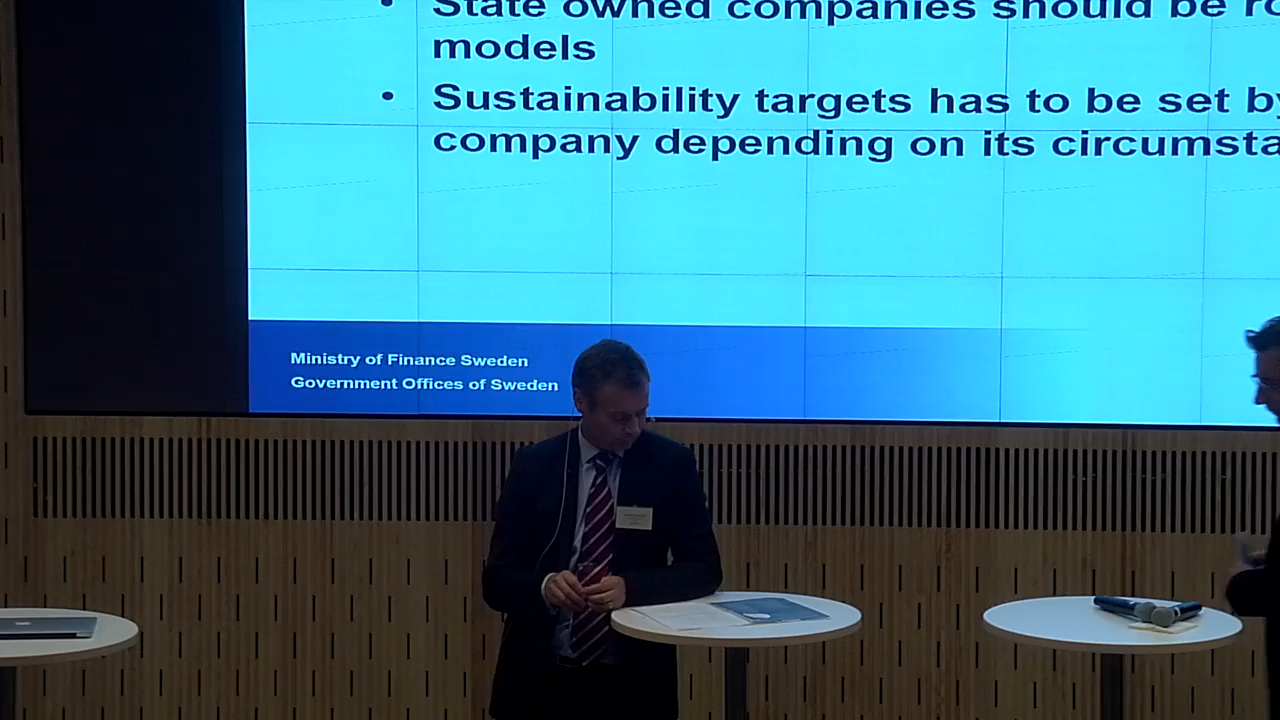 • State owned companies should be ro
models
• Sustainability targets has to be set by
company depending on its circumsta
Ministry of Finance Sweden
Government Offices of Sweden